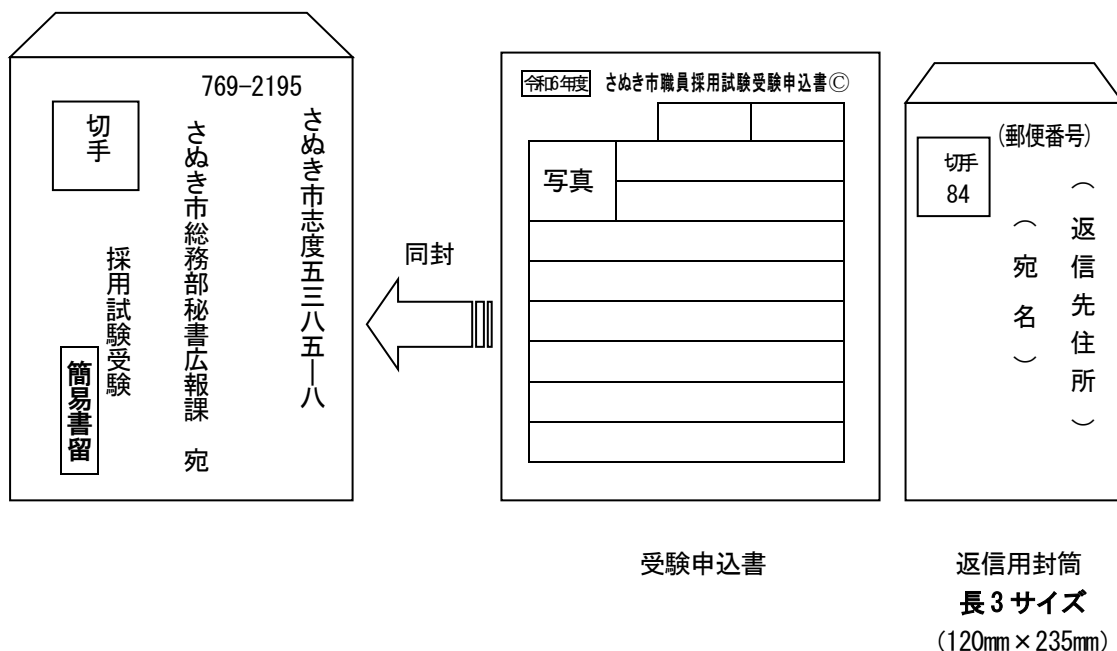 769-2195
切手
さぬき市志度五三八五―八
さぬき市総務部秘書広報課 宛
採用試験受験
簡易書留
同封
令和6年度 さぬき市職員採用試験受験申込書Ⓒ
写真
受験申込書
(郵便番号)
切手
84
（返信先住所）
（宛名）
返信用封筒
長3サイズ
(120mm×235mm)